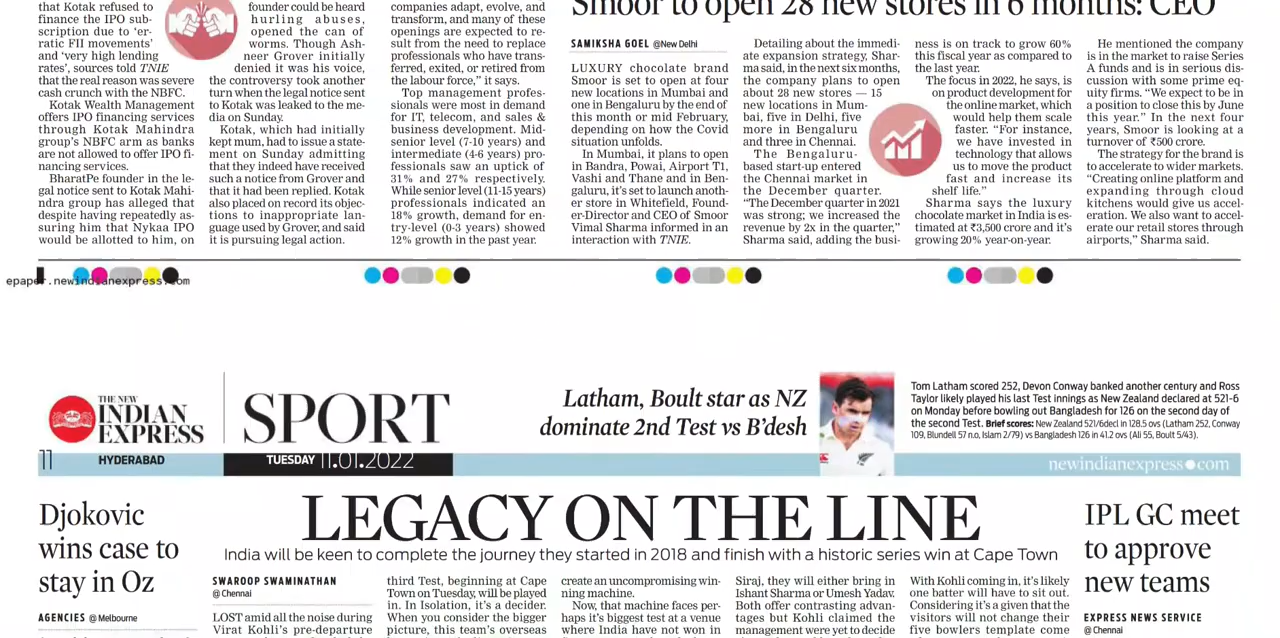 that Kotak refused to
finance the IPO sub-
scription due to ‘er-
ratic FII movements’
and ‘very high lending
rates’, sources told TNIE
that the real reason was severe
cash crunch with the NBFC.
Kotak Wealth Management
offers IPO financing services
through Kotak Mahindra
group’s NBFC arm as banks
are not allowed to offer IPO fi-
nancing services.
BharatPe founder in the le-
gal notice sent to Kotak Mahi-
ndra group has alleged that
despite having repeatedly as-
suring him that Nykaa IPO
would be allotted to him, on
founder could be heard
hurling abuses,
opened the can of
worms. Though Ash-
neer Grover initially
denied it was his voice,
the controversy took another
turn when the legal notice sent
to Kotak was leaked to the me-
dia on Sunday.
Kotak, which had initially
kept mum, had to issue a state-
ment on Sunday admitting
that they indeed have received
such a notice from Grover and
that it had been replied. Kotak
also placed on record its objec-
tions to inappropriate lan-
guage used by Grover, and said
it is pursuing legal action.
companies adapt, evolve, and
transform, and many of these
openings are expected to re-
sult from the need to replace
professionals who have trans-
ferred, exited, or retired from
the labour force,” it says.
Top management profes-
sionals were most in demand
for IT, telecom, and sales &
business development. Mid-
senior level (7-10 years) and
intermediate (4-6 years) pro-
fessionals saw an uptick of
31% and 27% respectively.
While senior level (11-15 years)
professionals indicated an
18% growth, demand for en-
try-level (0-3 years) showed
12% growth in the past year.
Smoor to open 28 new stores in 6 months: CEO
SAMIKSHA GOEL @New Delhi
LUXURY chocolate brand
Smoor is set to open at four
new locations in Mumbai and
one in Bengaluru by the end of
this month or mid February,
depending on how the Covid
situation unfolds.
In Mumbai, it plans to open
in Bandra, Powai, Airport T1,
Vashi and Thane and in Ben-
galuru, it’s set to launch anoth-
er store in Whitefield, Found-
er-Director and CEO of Smoor
Vimal Sharma informed in an
interaction with TNIE.
Detailing about the immedi-
ate expansion strategy, Shar-
ma said, in the next six months,
the company plans to open
about 28 new stores — 15
new locations in Mum-
bai, five in Delhi, five
more in Bengaluru
and three in Chennai.
The Bengaluru-
based start-up entered
the Chennai market in
the December quarter.
“The December quarter in 2021
was strong; we increased the
revenue by 2x in the quarter,”
Sharma said, adding the busi-
ness is on track to grow 60%
this fiscal year as compared to
the last year.
The focus in 2022, he says, is
on product development for
the online market, which
would help them scale
faster. “For instance,
we have invested in
technology that allows
us to move the product
fast and increase its
shelf life.”
Sharma says the luxury
chocolate market in India is es-
timated at ₹3,500 crore and it’s
growing 20% year-on-year.
He mentioned the company
is in the market to raise Series
A funds and is in serious dis-
cussion with some prime eq-
uity firms. “We expect to be in
a position to close this by June
this year.” In the next four
years, Smoor is looking at a
turnover of ₹500 crore.
The strategy for the brand is
to accelerate to wider markets.
“Creating online platform and
expanding through cloud
kitchens would give us accel-
eration. We also want to accel-
erate our retail stores through
airports,” Sharma said.
epaper.newindianexpress.com
THE NEW
INDIAN
EXPRESS
SPORT
11
HYDERABAD
TUESDAY 11.01.2022
Latham, Boult star as NZ
dominate 2nd Test vs B’desh
Tom Latham scored 252, Devon Conway banked another century and Ross
Taylor likely played his last Test innings as New Zealand declared at 521-6
on Monday before bowling out Bangladesh for 126 on the second day of
the second Test. Brief scores: New Zealand 521/6decl in 128.5 ovs (Latham 252, Conway
109, Blundell 57 n.o, Islam 2/79) vs Bangladesh 126 in 41.2 ovs (Ali 55, Boult 5/43).
newindianexpress●com
Djokovic
wins case to
stay in Oz
AGENCIES @ Melbourne
LEGACY ON THE LINE
India will be keen to complete the journey they started in 2018 and finish with a historic series win at Cape Town
SWAROOP SWAMINATHAN
@ Chennai
LOST amid all the noise during
Virat Kohli’s pre-departure
third Test, beginning at Cape
Town on Tuesday, will be played
in. In Isolation, it’s a decider.
When you consider the bigger
picture, this team’s overseas
create an uncompromising win-
ning machine.
Now, that machine faces per-
haps it’s biggest test at a venue
where India have not won in
Siraj, they will either bring in
Ishant Sharma or Umesh Yadav.
Both offer contrasting advan-
tages but Kohli claimed the
management were yet to decide
With Kohli coming in, it’s likely
one batter will have to sit out.
Considering it’s a given that the
visitors will not change their
five bowlers template come
IPL GC meet
to approve
new teams
EXPRESS NEWS SERVICE
@ Chennai